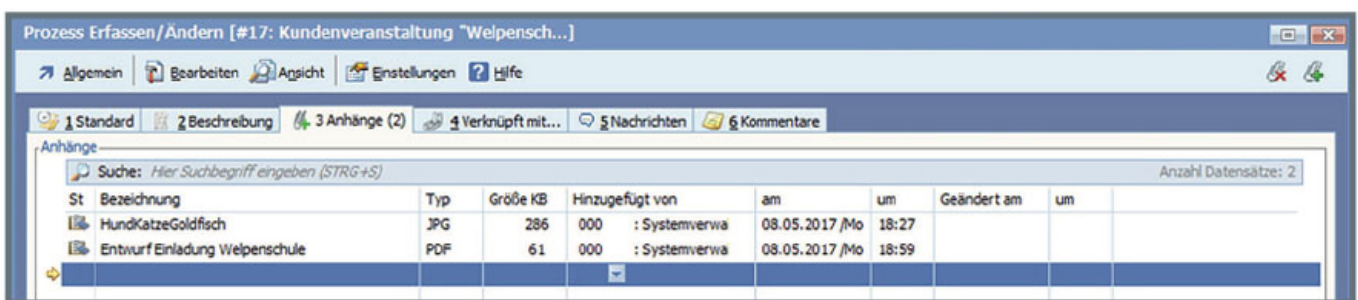 Prozess Erfassen/Ändern [#17: Kundenveranstaltung "Welpensch...]
Allgemein Bearbeiten Ansicht Einstellungen Hilfe
1 Standard 2 Beschreibung 3 Anhänge (2) 4 Verknüpft mit... 5 Nachrichten 6 Kommentare
Anhänge
Suche: Hier Suchbegriff eingeben (STRG+S) Anzahl Datensätze: 2
St Bezeichnung Typ Größe KB Hinzugefügt von am um Geändert am um
HundKatzeGoldfisch JPG 286 000 : Systemverwa 08.05.2017 /Mo 18:27
Entwurf Einladung Welpenschule PDF 61 000 : Systemverwa 08.05.2017 /Mo 18:59